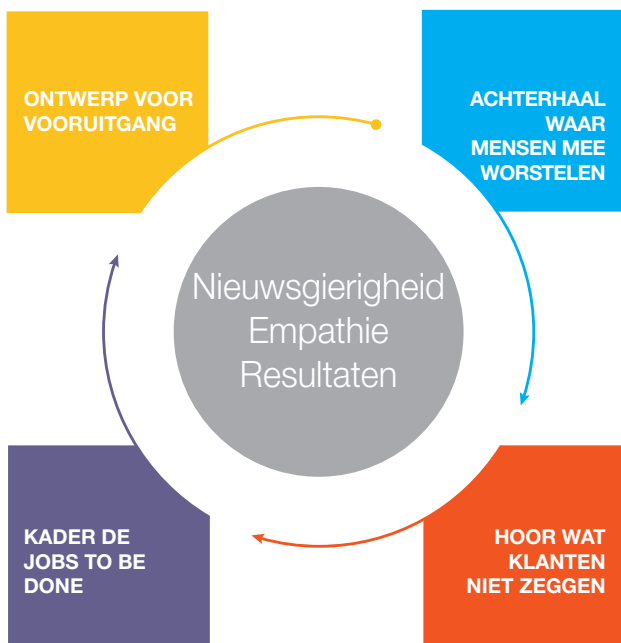 ONTWERP VOOR
VOORUITGANG
ACHTERHAAL
WAAR
MENSEN MEE
WORSTELEN
Nieuwsgierigheid
Empathie
Resultaten
KADER DE
JOBS TO BE
DONE
HOOR WAT
KLANTEN
NIET ZEGGEN